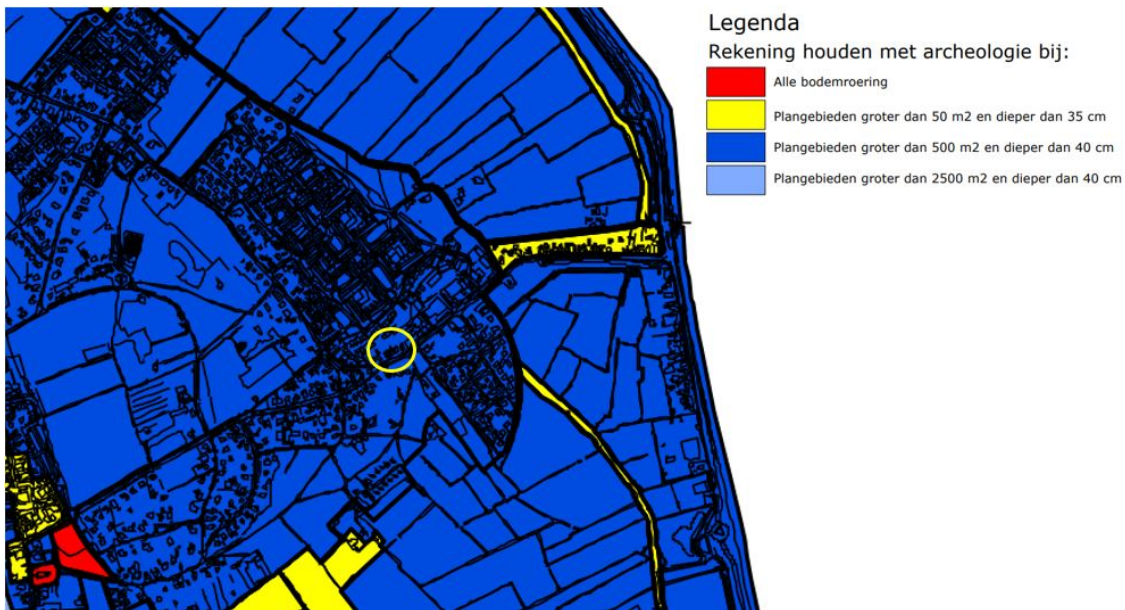 Legenda
Rekening houden met archeologie bij:
Alle bodemroering
Plangebieden groter dan 50 m2 en dieper dan 35 cm
Plangebieden groter dan 500 m2 en dieper dan 40 cm
Plangebieden groter dan 2500 m2 en dieper dan 40 cm